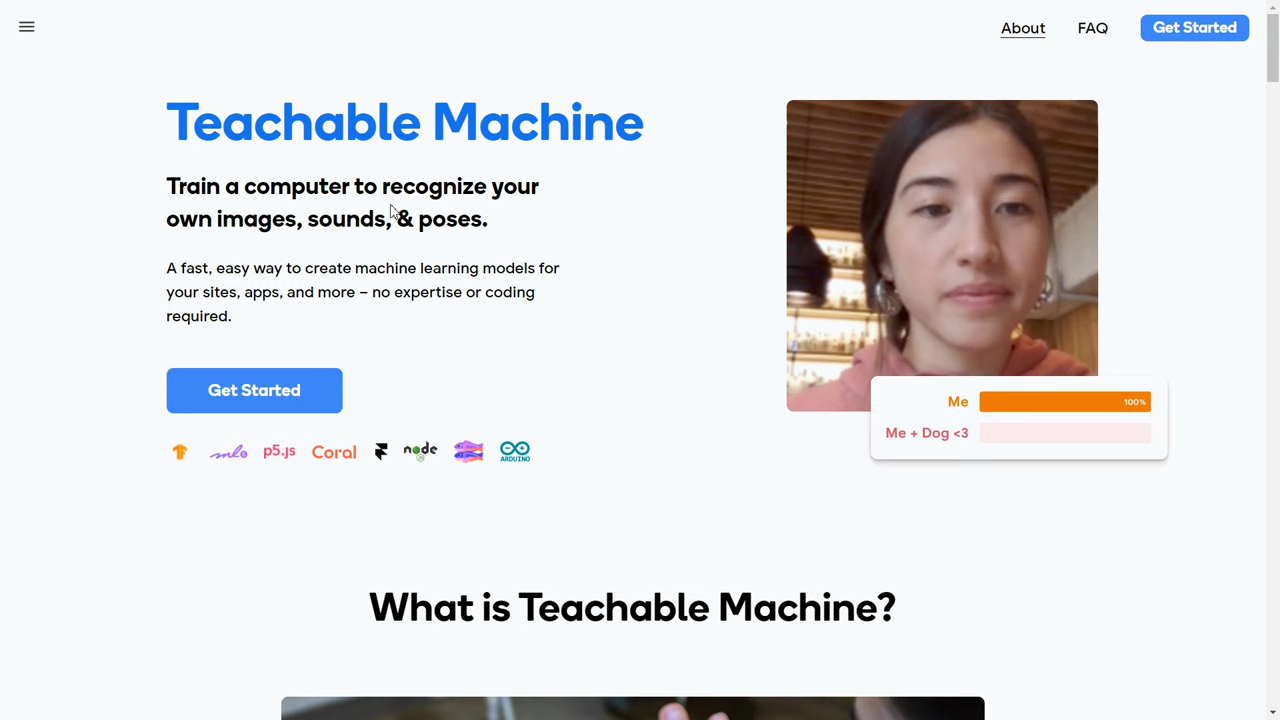 About
FAQ
Get Started
Teachable Machine
Train a computer to recognize your
own images, sounds, & poses.
A fast, easy way to create machine learning models for
your sites, apps, and more – no expertise or coding
required.
Get Started
ml5
p5.js
Coral
node
ARDUINO
Me
100%
Me + Dog <3
What is Teachable Machine?